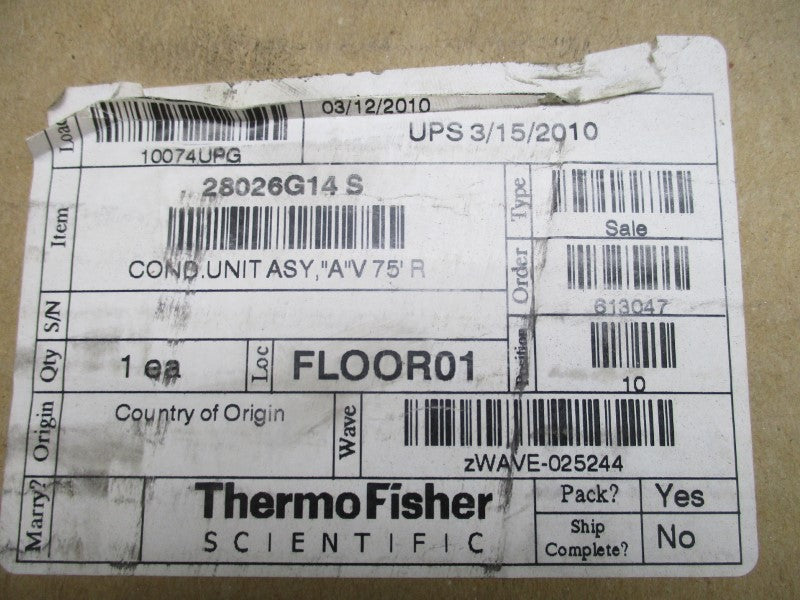 03/12/2010
Load
10074UPG
UPS 3/15/2010
Item
28026G14 S
COND.UNIT ASY,"A"V 75' R
Type
Sale
Order
613047
S/N
Qty
1 ea
Loc
FLOOR01
Position
10
Origin
Country of Origin
Wave
zWAVE-025244
Marry?
ThermoFisher
SCIENTIFIC
Pack?
Yes
Ship
Complete?
No